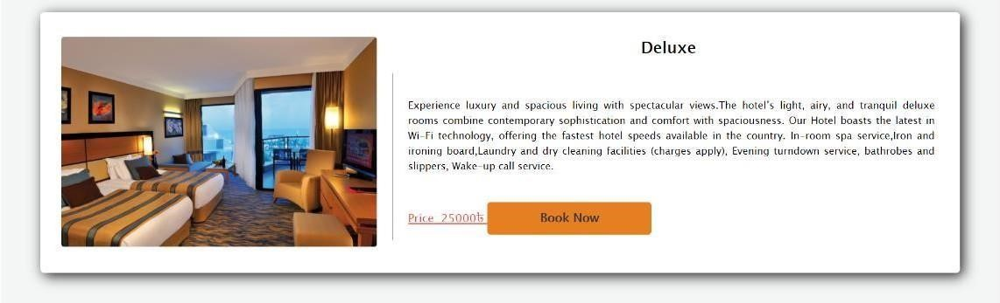 Deluxe
Experience luxury and spacious living with spectacular views.The hotel's light, airy, and tranquil deluxe
rooms combine contemporary sophistication and comfort with spaciousness. Our Hotel boasts the latest in
Wi-Fi technology, offering the fastest hotel speeds available in the country. In-room spa service,Iron and
ironing board,Laundry and dry cleaning facilities (charges apply), Evening turndown service, bathrobes and
slippers, Wake-up call service.
Price 25000৳ Book Now